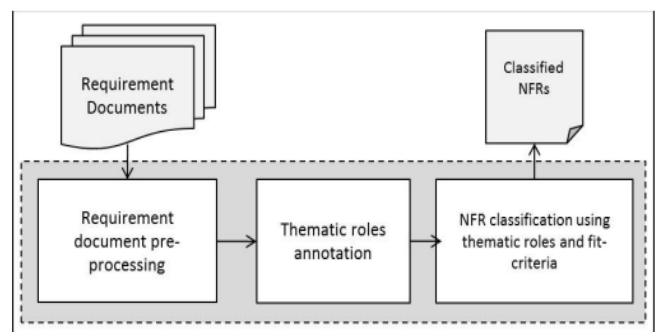 Requirement
Documents
Classified
NFRs
Requirement
document pre-
processing
Thematic roles
annotation
NFR classification using
thematic roles and fit-
criteria